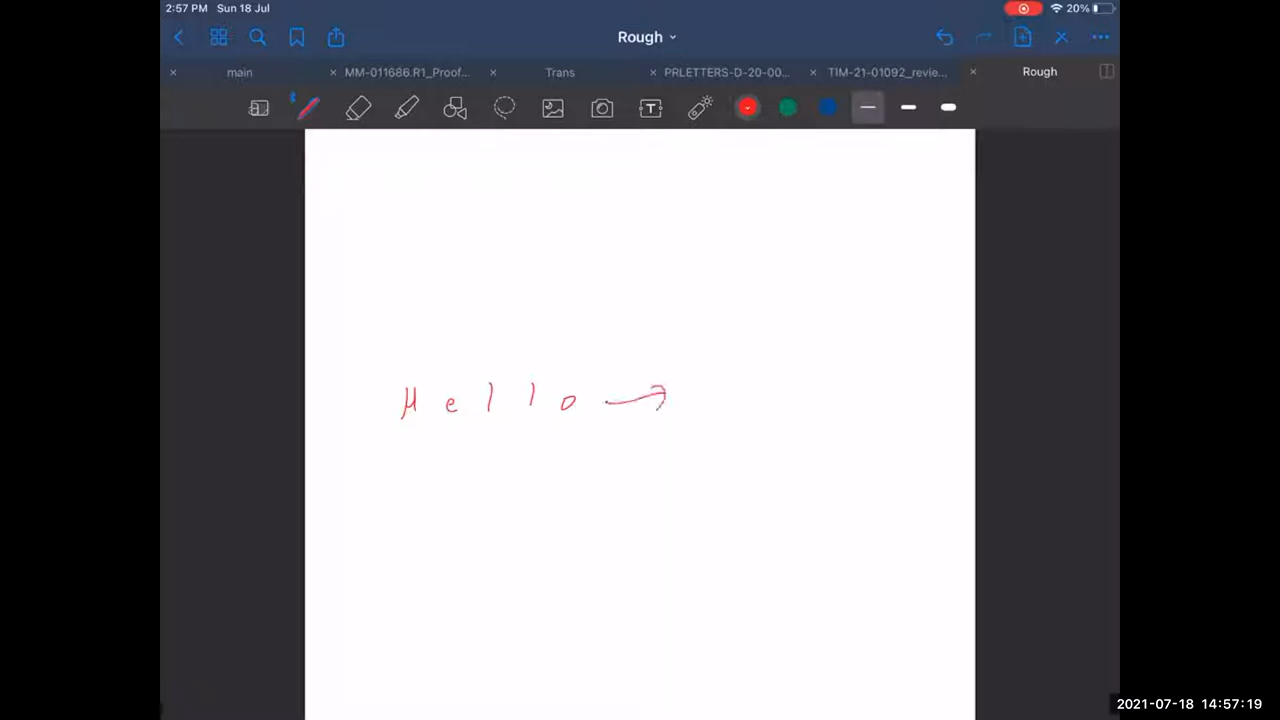 2:57 PM Sun 18 Jul 20%
Rough
main MM-011686.R1_Proof... Trans PRLETTERS-D-20-00... TIM-21-01092_revie... Rough
T
Hello →
2021-07-18 14:57:19